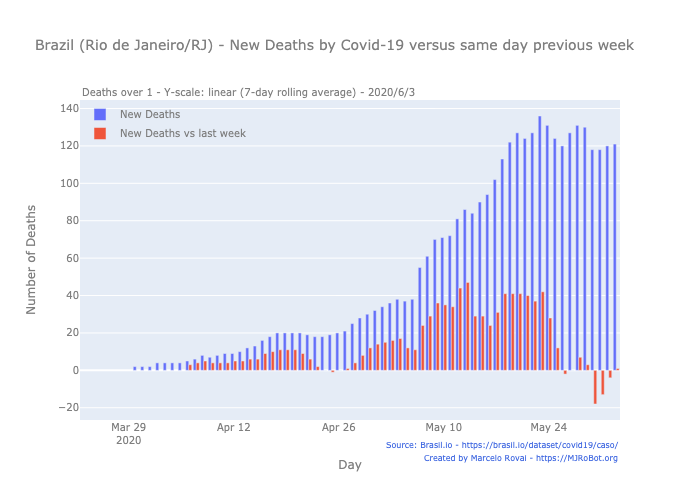 Brazil (Rio de Janeiro/RJ) - New Deaths by Covid-19 versus same day previous week
Deaths over 1 - Y-scale: linear (7-day rolling average) - 2020/6/3
New Deaths
New Deaths vs last week
Number of Deaths
140
120
100
80
60
40
20
0
−20
Mar 29
2020
Apr 12
Apr 26
May 10
May 24
Source: Brasil.io - https://brasil.io/dataset/covid19/caso/
Created by Marcelo Rovai - https://MJRoBot.org
Day